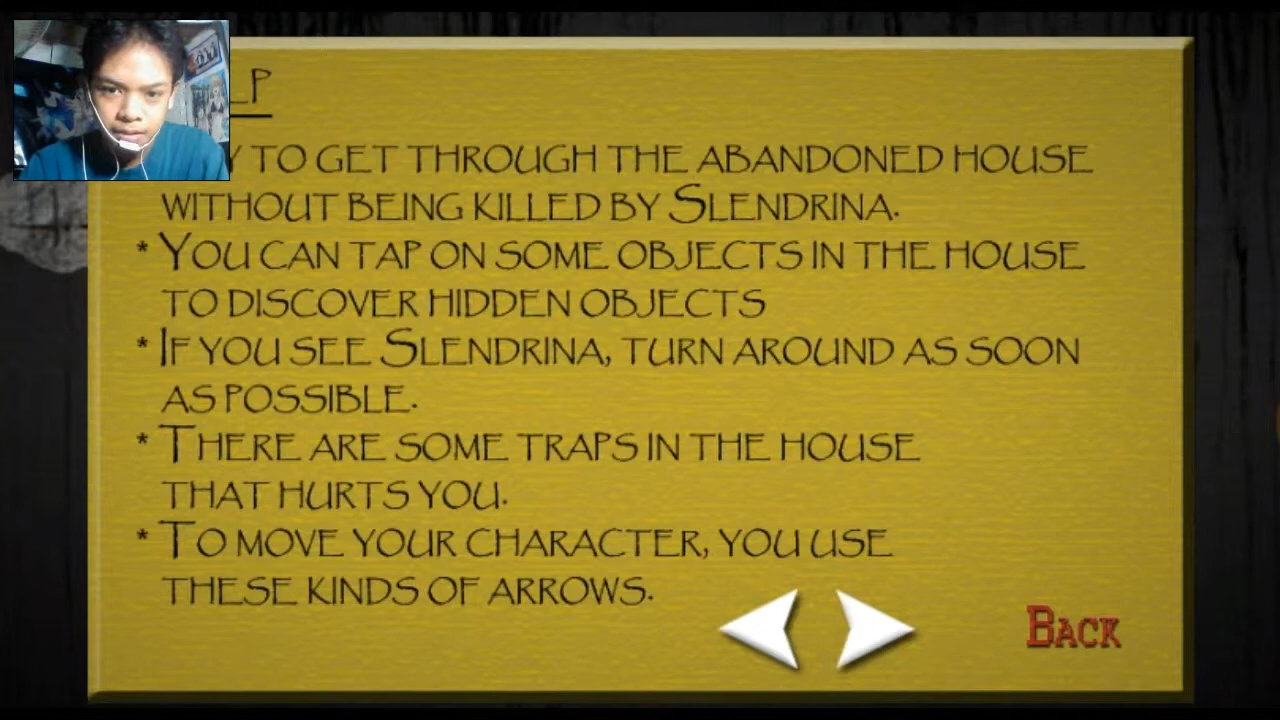 TO GET THROUGH THE ABANDONED HOUSE
WITHOUT BEING KILLED BY SLENDRINA.
* YOU CAN TAP ON SOME OBJECTS IN THE HOUSE
TO DISCOVER HIDDEN OBJECTS
* IF YOU SEE SLENDRINA, TURN AROUND AS SOON
AS POSSIBLE.
* THERE ARE SOME TRAPS IN THE HOUSE
THAT HURTS YOU.
* TO MOVE YOUR CHARACTER, YOU USE
THESE KINDS OF ARROWS.
BACK